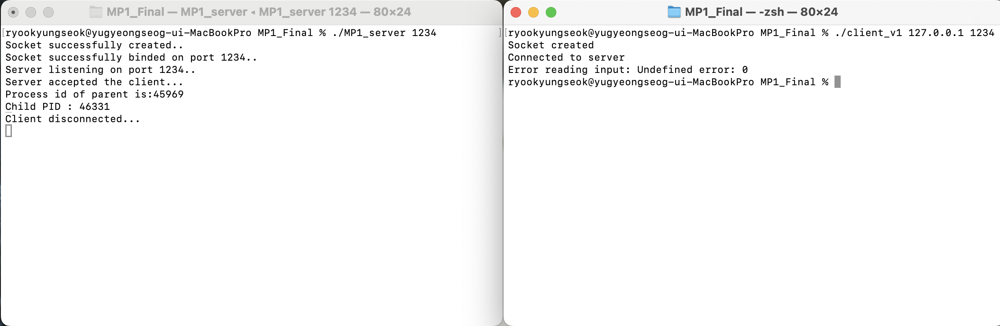 MP1_Final — MP1_server ◂ MP1_server 1234 — 80×24
ryookyungseok@yugyeongseog-ui-MacBookPro MP1_Final % ./MP1_server 1234
Socket successfully created..
Socket successfully binded on port 1234..
Server listening on port 1234..
Server accepted the client...
Process id of parent is:45969
Child PID : 46331
Client disconnected...
MP1_Final — -zsh — 80×24
ryookyungseok@yugyeongseog-ui-MacBookPro MP1_Final % ./client_v1 127.0.0.1 1234
Socket created
Connected to server
Error reading input: Undefined error: 0
ryookyungseok@yugyeongseog-ui-MacBookPro MP1_Final %